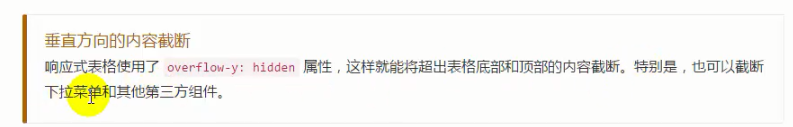 垂直方向的内容截断
响应式表格使用了 overflow-y: hidden 属性，这样就能将超出表格底部和顶部的内容截断。特别是，也可以截断
下拉菜单和其他第三方组件。